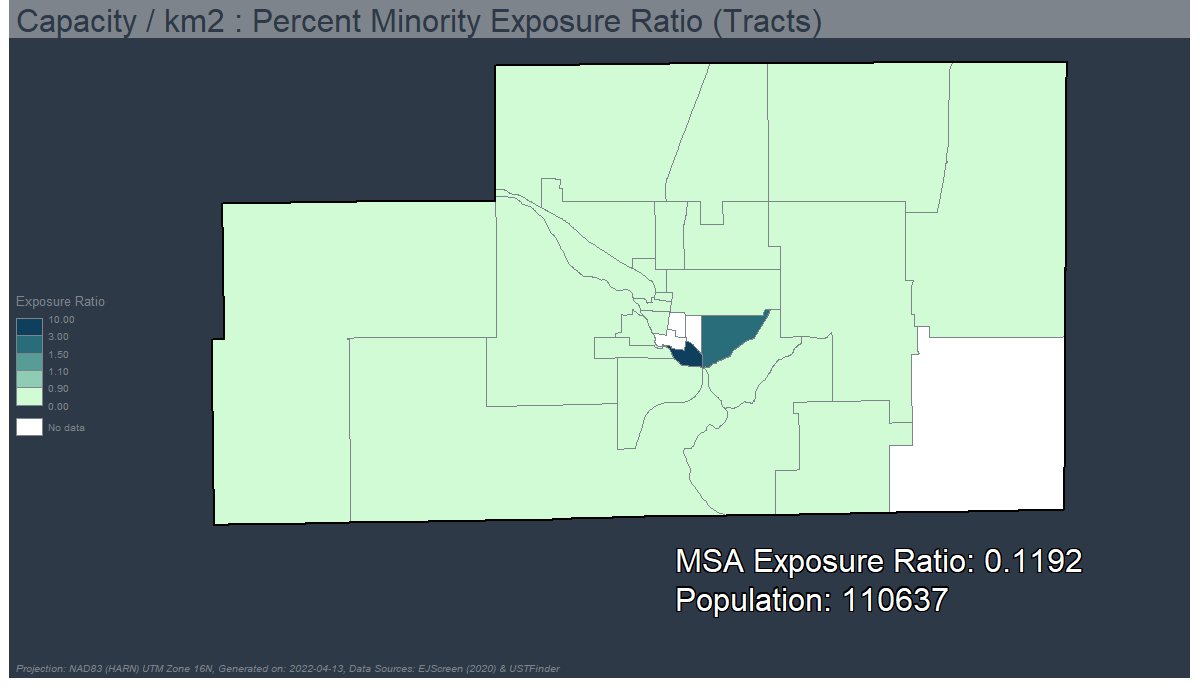 Capacity / km2 : Percent Minority Exposure Ratio (Tracts)
Exposure Ratio
10.00
3.00
1.50
1.10
0.90
0.00
No data
MSA Exposure Ratio: 0.1192
Population: 110637
Projection: NAD83 (HARN) UTM Zone 16N, Generated on: 2022-04-13, Data Sources: EJScreen (2020) & USTFinder